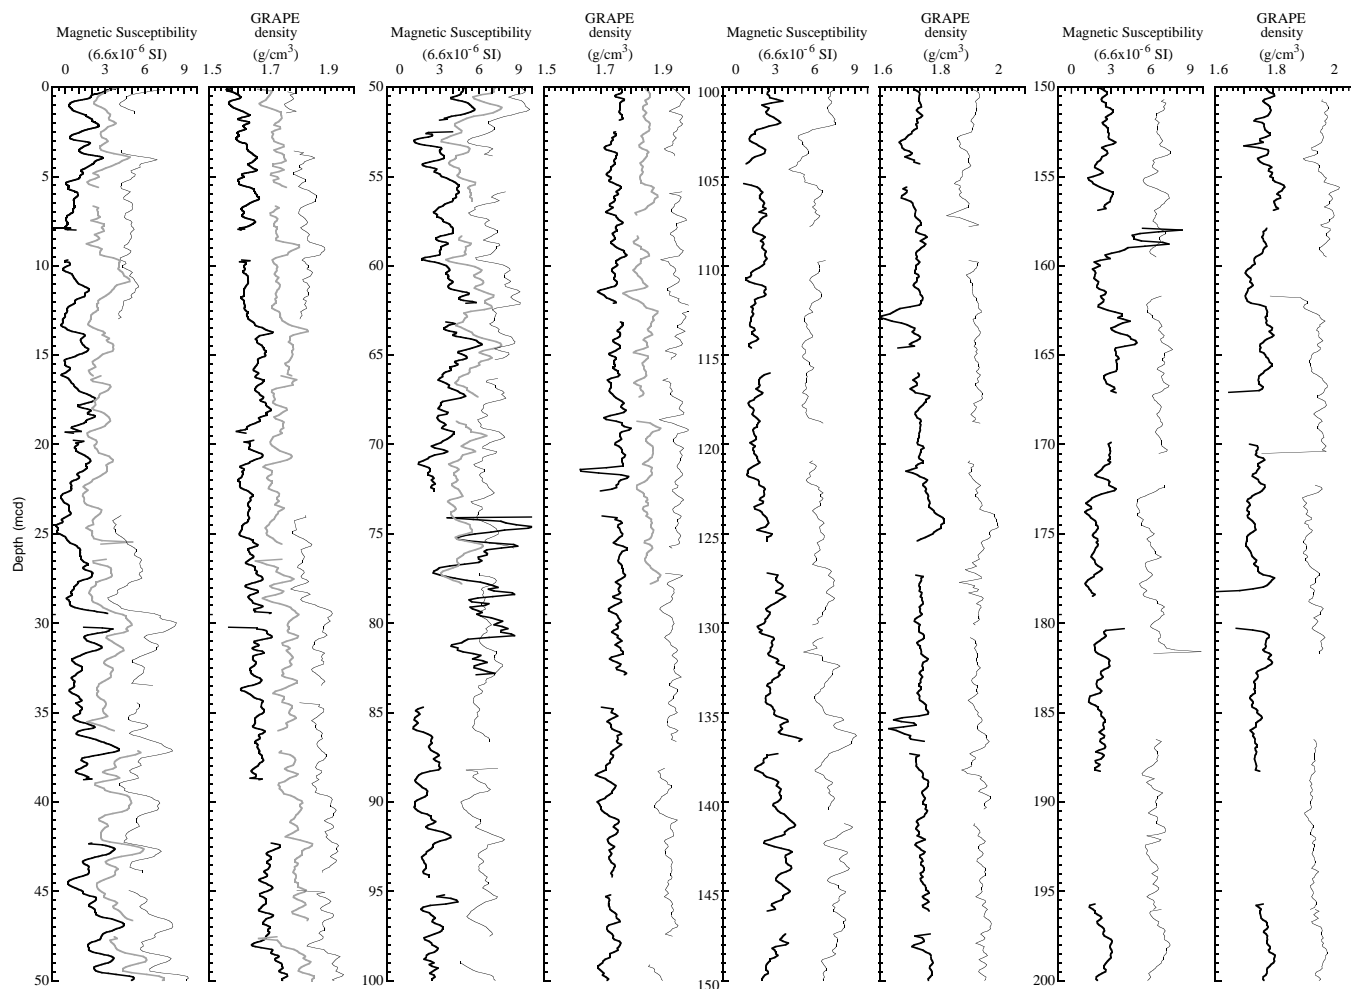 GRAPE GRAPE GRAPE GRAPE
Magnetic Susceptibility density Magnetic Susceptibility density Magnetic Susceptibility density Magnetic Susceptibility density
(6.6x10⁻⁶ SI) (g/cm³) (6.6x10⁻⁶ SI) (g/cm³) (6.6x10⁻⁶ SI) (g/cm³) (6.6x10⁻⁶ SI) (g/cm³)
0 3 6 9 1.5 1.7 1.9 0 3 6 9 1.5 1.7 1.9 0 3 6 9 1.6 1.8 2 0 3 6 9 1.6 1.8 2
0 50 100 150
5 55 105 155
10 60 110 160
15 65 115 165
20 70 120 170
Depth (mcd)
25 75 125 175
30 80 130 180
35 85 135 185
40 90 140 190
45 95 145 195
50 100 150 200